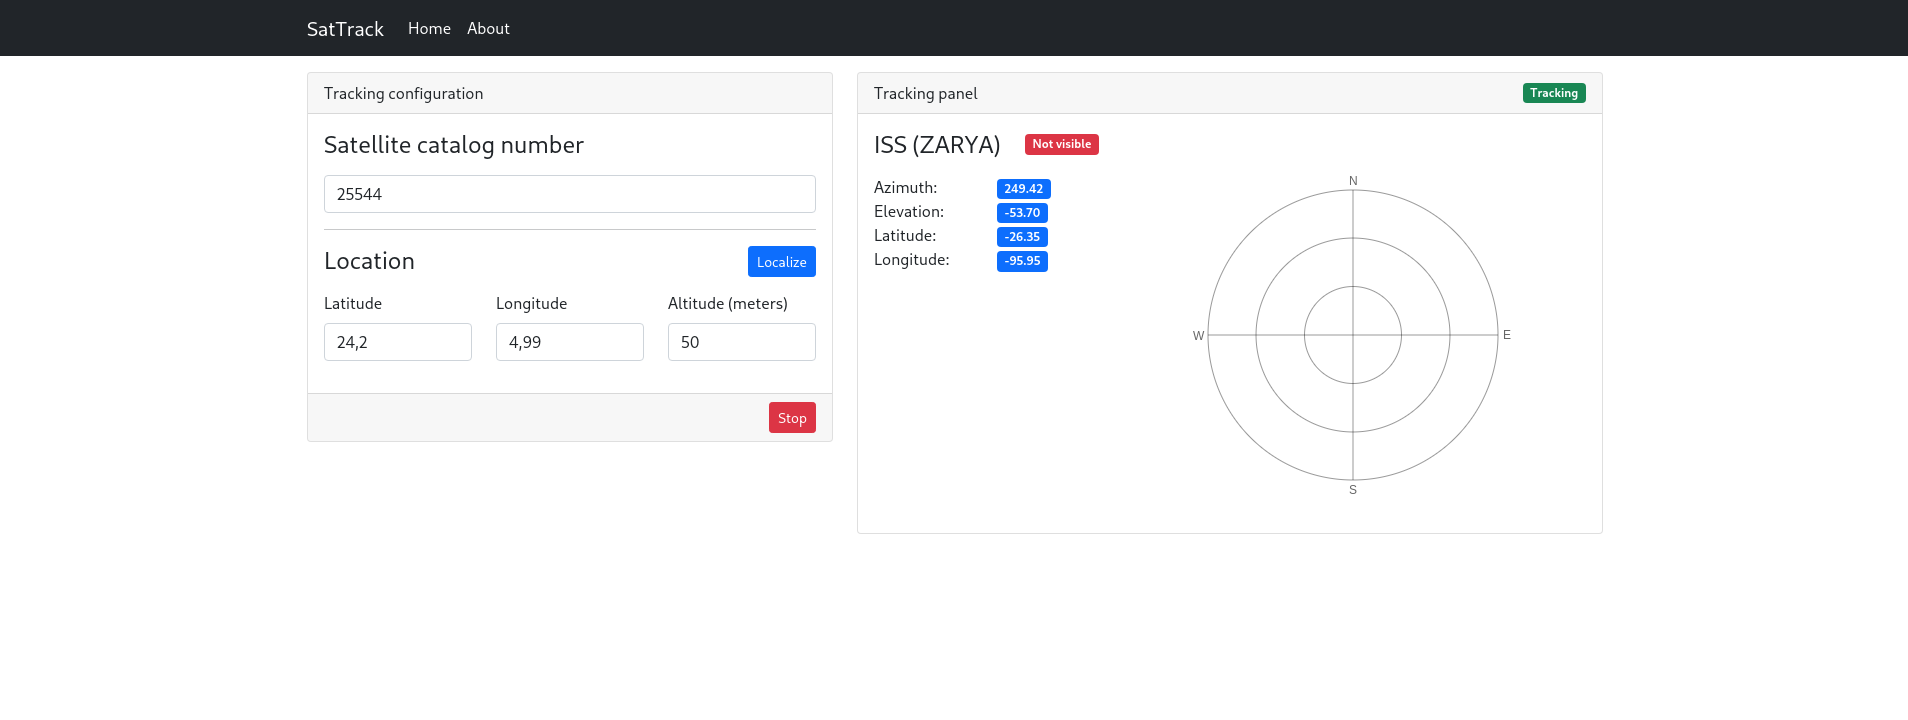 SatTrack Home About
Tracking configuration
Satellite catalog number
25544
Location Localize
Latitude Longitude Altitude (meters)
24,2 4,99 50
Stop
Tracking panel Tracking
ISS (ZARYA) Not visible
Azimuth: 249.42
Elevation: -53.70
Latitude: -26.35
Longitude: -95.95
N
W E
S